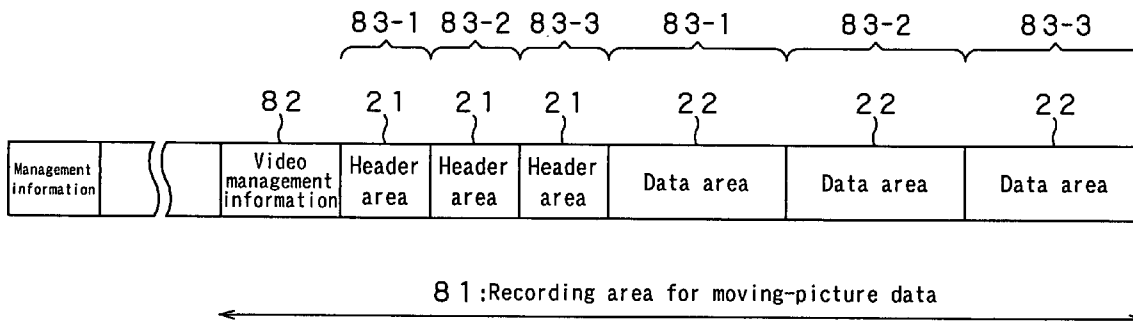 83-1 83-2 83-3 83-1 83-2 83-3
82 21 21 21 22 22 22
Management
information
Video
management
information
Header
area
Header
area
Header
area
Data area
Data area
Data area
81:Recording area for moving-picture data